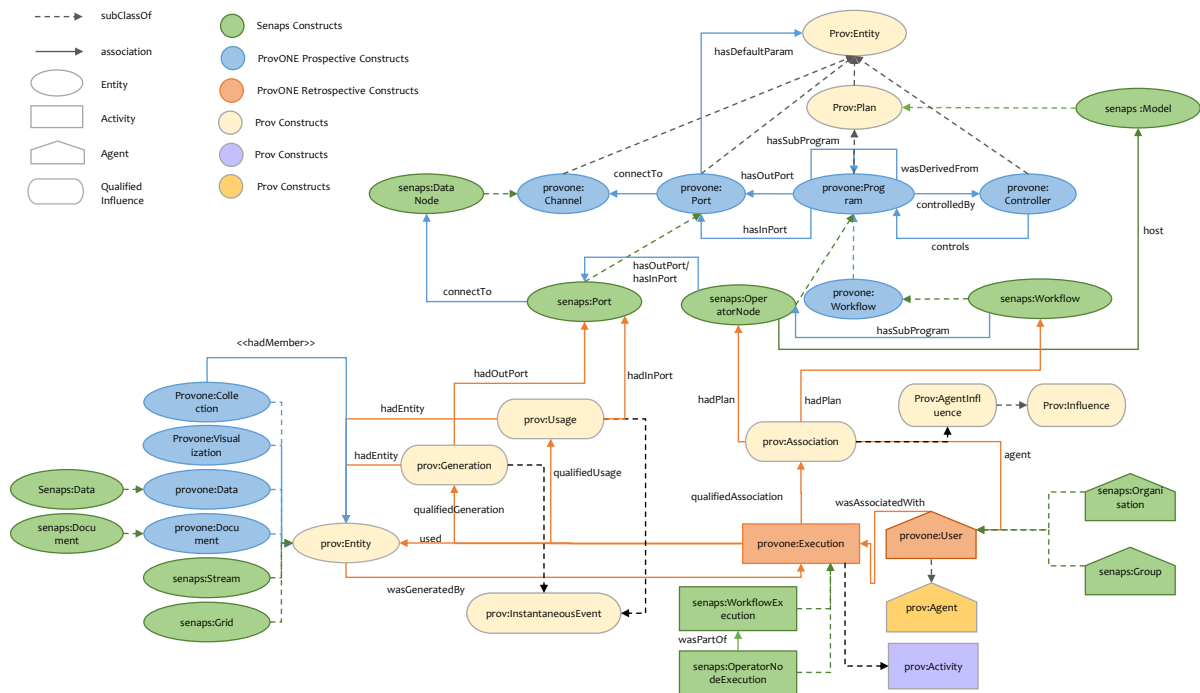 subClassOf
association
Entity
Activity
Agent
Qualified
Influence
Senaps Constructs
ProvONE Prospective Constructs
ProvONE Retrospective Constructs
Prov Constructs
Prov Constructs
Prov Constructs
Prov:Entity
hasDefaultParam
Prov:Plan
senaps :Model
hasSubProgram
wasDerivedFrom
connectTo
hasOutPort
senaps:Data
Node
provone:
Channel
provone:
Port
provone:Prog
ram
provone:
Controller
controlledBy
hasInPort
controls
host
hasOutPort/
hasInPort
connectTo
senaps:Port
senaps:Oper
atorNode
provone:
Workflow
senaps:Workflow
hasSubProgram
<<hadMember>>
hadOutPort
hadInPort
hadPlan
hadPlan
Provone:Colle
ction
hadEntity
prov:Usage
Prov:AgentInfl
uence
Prov:Influence
Provone:Visual
ization
hadEntity
prov:Generation
prov:Association
agent
qualifiedUsage
Senaps:Data
provone:Data
qualifiedGeneration
qualifiedAssociation
wasAssociatedWith
senaps:Organi
sation
senaps:Docu
ment
provone:Docu
ment
prov:Entity
used
provone:Execution
provone:User
senaps:Stream
wasGeneratedBy
senaps:Group
senaps:Grid
prov:InstantaneousEvent
senaps:WorkflowEx
ecution
prov:Agent
wasPartOf
senaps:OperatorNo
deExecution
prov:Activity